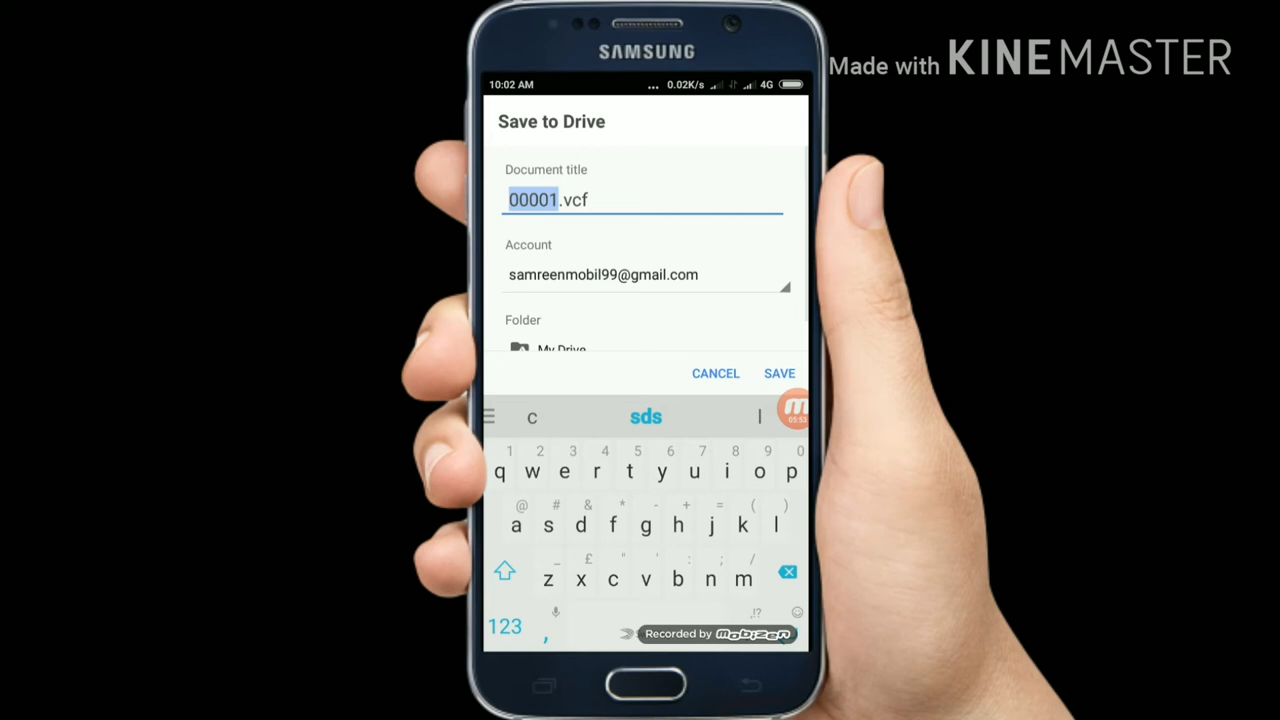 Made with KINEMASTER
SAMSUNG
10:02 AM ... 0.02K/s 4G
Save to Drive
Document title
00001.vcf
Account
samreenmobil99@gmail.com
Folder
My Drive
CANCEL SAVE
c sds l
05:53
1 2 3 4 5 6 7 8 9 0
q w e r t y u i o p
@ # & * - + = ( )
a s d f g h j k l
_ £ " ' : ; /
z x c v b n m
,!?
123 ,
Recorded by mobizen